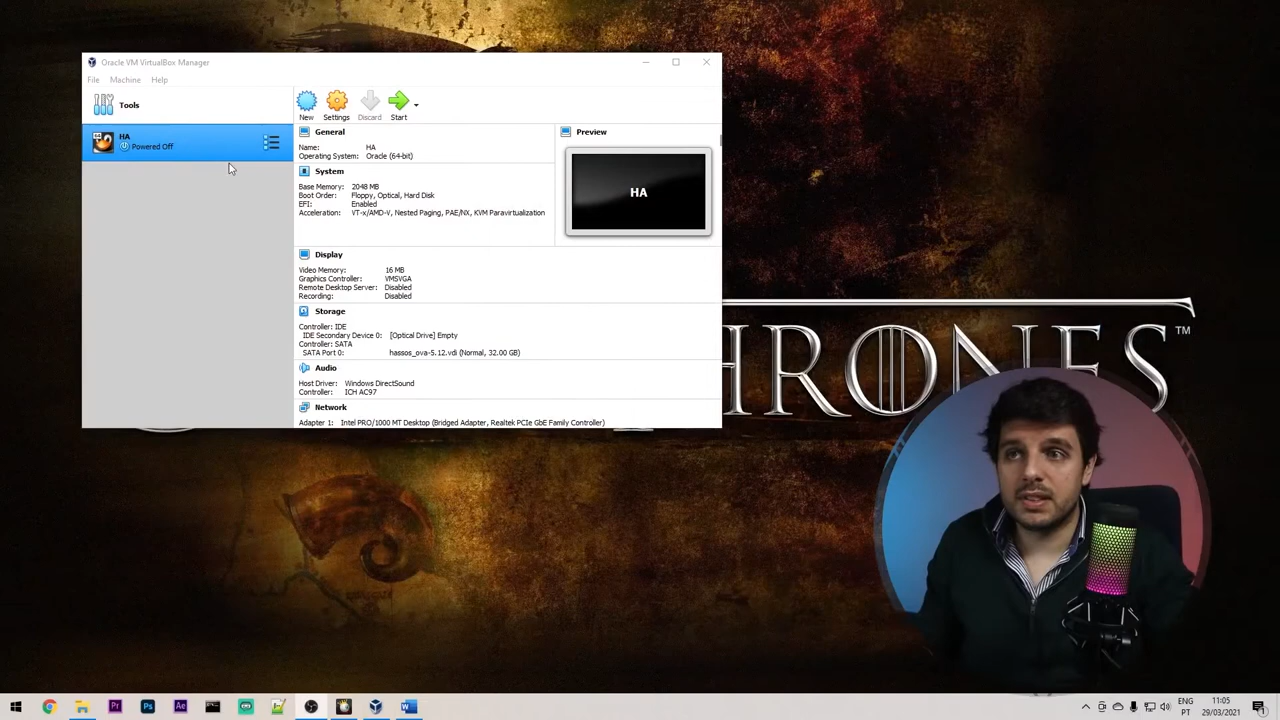 Oracle VM VirtualBox Manager
File Machine Help
Tools
New Settings Discard Start
HA
Powered Off
General
Name: HA
Operating System: Oracle (64-bit)
System
Base Memory: 2048 MB
Boot Order: Floppy, Optical, Hard Disk
EFI: Enabled
Acceleration: VT-x/AMD-V, Nested Paging, PAE/NX, KVM Paravirtualization
Preview
HA
Display
Video Memory: 16 MB
Graphics Controller: VMSVGA
Remote Desktop Server: Disabled
Recording: Disabled
Storage
Controller: IDE
IDE Secondary Device 0: [Optical Drive] Empty
Controller: SATA
SATA Port 0: hassos_ova-5.12.vdi (Normal, 32.00 GB)
Audio
Host Driver: Windows DirectSound
Controller: ICH AC97
Network
Adapter 1: Intel PRO/1000 MT Desktop (Bridged Adapter, Realtek PCIe GbE Family Controller)
HRONES™
Pr Ps Ae W
ENG
PT
11:05
29/03/2021